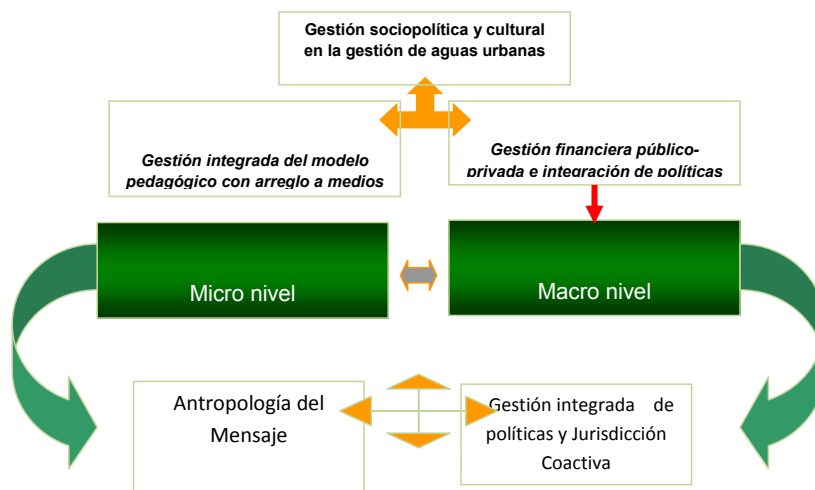 Gestión sociopolítica y cultural
en la gestión de aguas urbanas
Gestión integrada del modelo
pedagógico con arreglo a medios
Gestión financiera público-
privada e integración de políticas
Micro nivel
Macro nivel
Antropología del
Mensaje
Gestión integrada de
políticas y Jurisdicción
Coactiva